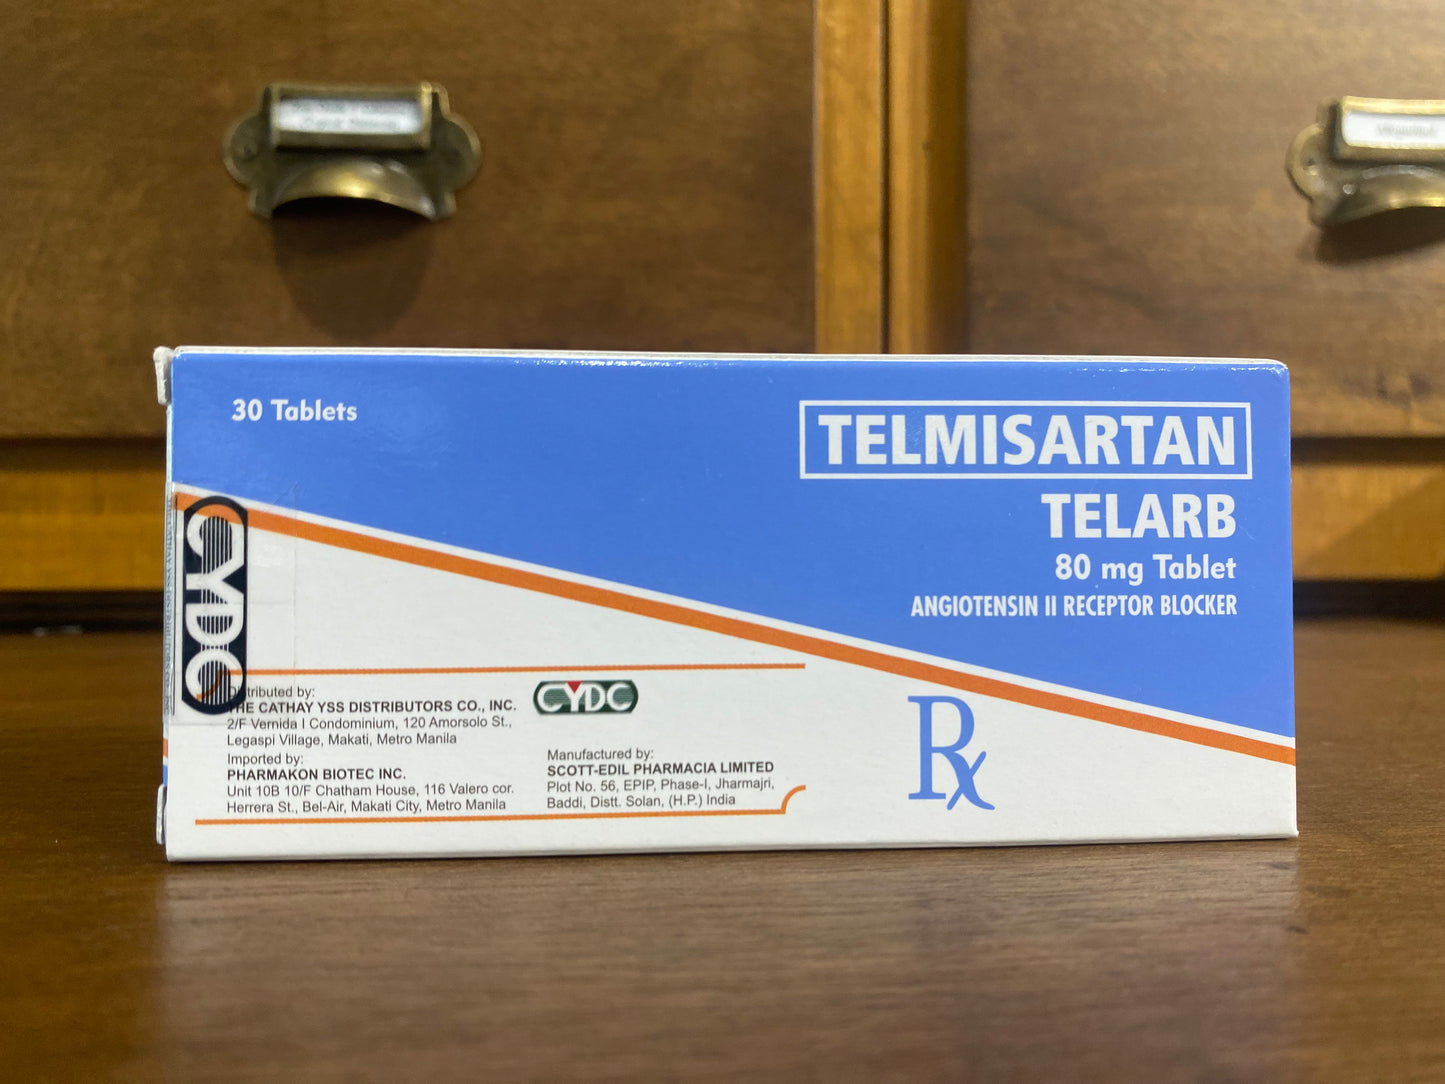 30 Tablets
TELMISARTAN
TELARB
80 mg Tablet
ANGIOTENSIN II RECEPTOR BLOCKER
CYDC
Distributed by:
THE CATHAY YSS DISTRIBUTORS CO., INC.
2/F Vernida I Condominium, 120 Amorsolo St.,
Legaspi Village, Makati, Metro Manila
Imported by:
PHARMAKON BIOTEC INC.
Unit 10B 10/F Chatham House, 116 Valero cor.
Herrera St., Bel-Air, Makati City, Metro Manila
CYDC
Manufactured by:
SCOTT-EDIL PHARMACIA LIMITED
Plot No. 56, EPIP, Phase-I, Jharmajri,
Baddi, Distt. Solan, (H.P.) India
Rx